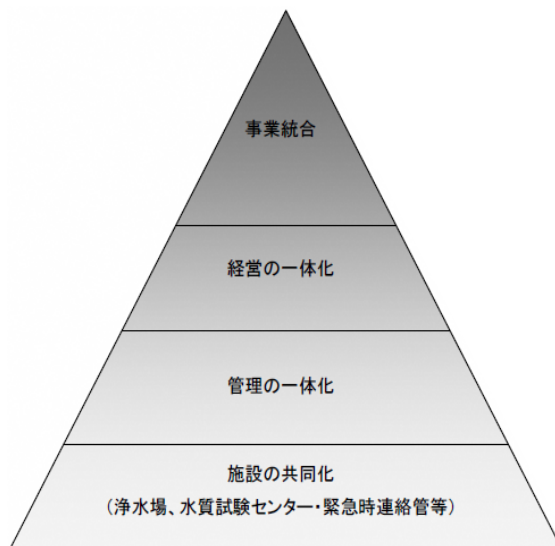 事業統合
経営の一体化
管理の一体化
施設の共同化
（浄水場、水質試験センター・緊急時連絡管等）